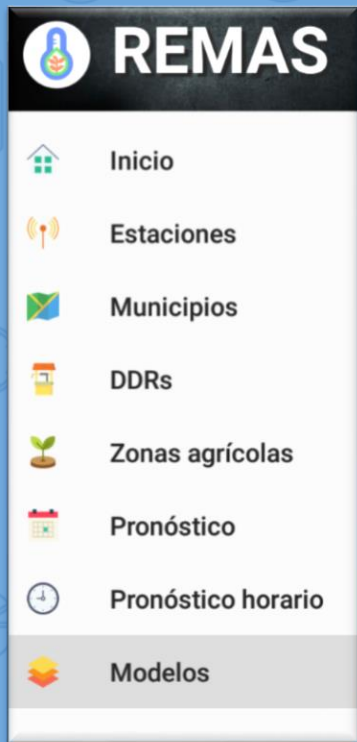 REMAS
Inicio
Estaciones
Municipios
DDRs
Zonas agrícolas
Pronóstico
Pronóstico horario
Modelos